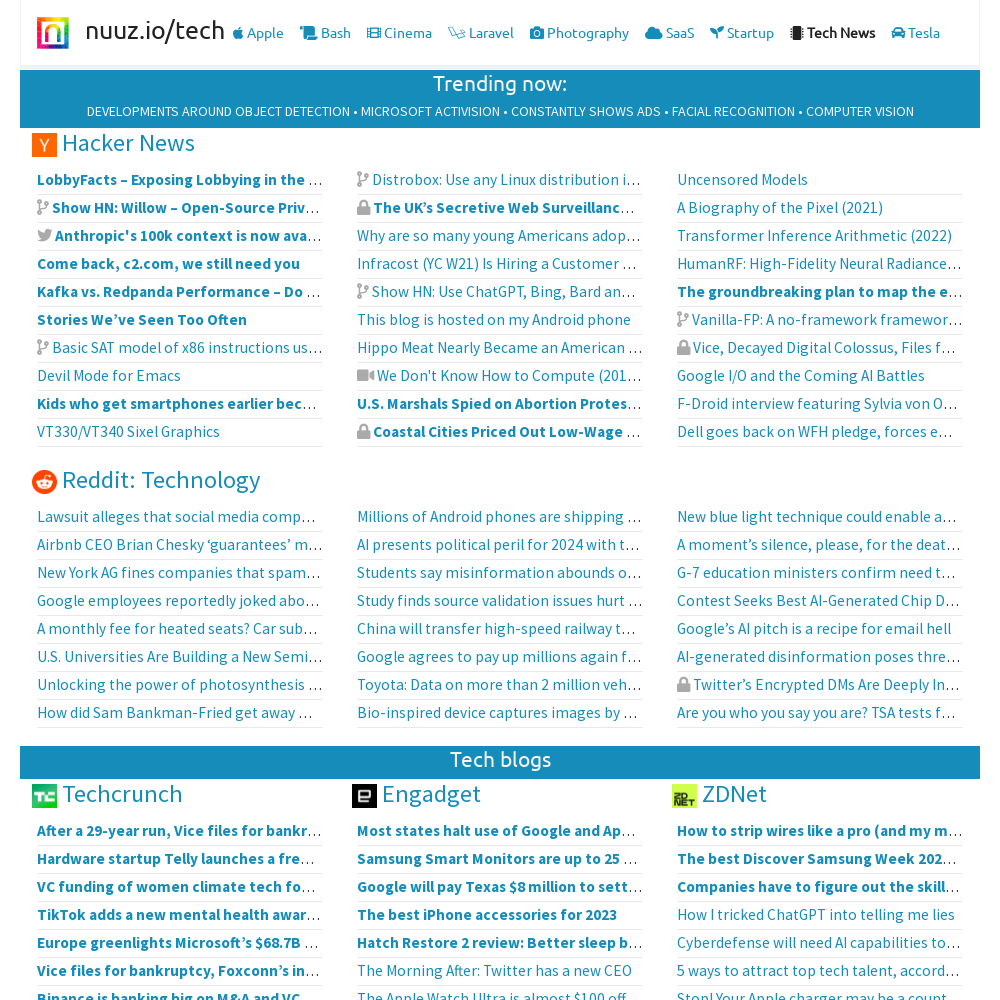 nuuz.io/tech Apple Bash Cinema Laravel Photography SaaS Startup Tech News Tesla
Trending now:
DEVELOPMENTS AROUND OBJECT DETECTION • MICROSOFT ACTIVISION • CONSTANTLY SHOWS ADS • FACIAL RECOGNITION • COMPUTER VISION
Y Hacker News
LobbyFacts – Exposing Lobbying in the ...
Show HN: Willow – Open-Source Priv...
Anthropic's 100k context is now ava...
Come back, c2.com, we still need you
Kafka vs. Redpanda Performance – Do ...
Stories We’ve Seen Too Often
Basic SAT model of x86 instructions us...
Devil Mode for Emacs
Kids who get smartphones earlier bec...
VT330/VT340 Sixel Graphics
Distrobox: Use any Linux distribution i...
The UK’s Secretive Web Surveillanc...
Why are so many young Americans adop...
Infracost (YC W21) Is Hiring a Customer ...
Show HN: Use ChatGPT, Bing, Bard an...
This blog is hosted on my Android phone
Hippo Meat Nearly Became an American ...
We Don't Know How to Compute (201...
U.S. Marshals Spied on Abortion Protes...
Coastal Cities Priced Out Low-Wage ...
Uncensored Models
A Biography of the Pixel (2021)
Transformer Inference Arithmetic (2022)
HumanRF: High-Fidelity Neural Radiance...
The groundbreaking plan to map the e...
Vanilla-FP: A no-framework framewor...
Vice, Decayed Digital Colossus, Files f...
Google I/O and the Coming AI Battles
F-Droid interview featuring Sylvia von O...
Dell goes back on WFH pledge, forces e...
Reddit: Technology
Lawsuit alleges that social media comp...
Airbnb CEO Brian Chesky ‘guarantees’ m...
New York AG fines companies that spam...
Google employees reportedly joked abo...
A monthly fee for heated seats? Car sub...
U.S. Universities Are Building a New Semi...
Unlocking the power of photosynthesis ...
How did Sam Bankman-Fried get away ...
Millions of Android phones are shipping ...
AI presents political peril for 2024 with t...
Students say misinformation abounds o...
Study finds source validation issues hurt ...
China will transfer high-speed railway t...
Google agrees to pay up millions again f...
Toyota: Data on more than 2 million veh...
Bio-inspired device captures images by ...
New blue light technique could enable a...
A moment’s silence, please, for the deat...
G-7 education ministers confirm need t...
Contest Seeks Best AI-Generated Chip D...
Google’s AI pitch is a recipe for email hell
AI-generated disinformation poses thre...
Twitter’s Encrypted DMs Are Deeply In...
Are you who you say you are? TSA tests f...
Tech blogs
Techcrunch
After a 29-year run, Vice files for bankr...
Hardware startup Telly launches a fre...
VC funding of women climate tech fo...
TikTok adds a new mental health awar...
Europe greenlights Microsoft’s $68.7B ...
Vice files for bankruptcy, Foxconn’s in...
Binance is banking big on M&A and VC
Engadget
Most states halt use of Google and Ap...
Samsung Smart Monitors are up to 25 ...
Google will pay Texas $8 million to sett...
The best iPhone accessories for 2023
Hatch Restore 2 review: Better sleep b...
The Morning After: Twitter has a new CEO
The Apple Watch Ultra is almost $100 off
ZDNET ZDNet
How to strip wires like a pro (and my m...
The best Discover Samsung Week 202...
Companies have to figure out the skill...
How I tricked ChatGPT into telling me lies
Cyberdefense will need AI capabilities to...
5 ways to attract top tech talent, accord...
Stop! Your Apple charger may be a count...